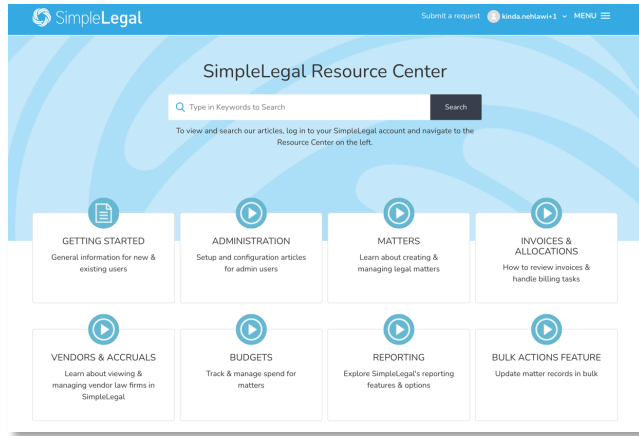 SimpleLegal
Submit a request kinda.nehlawi+1 MENU
SimpleLegal Resource Center
Type in Keywords to Search
Search
To view and search our articles, log in to your SimpleLegal account and navigate to the
Resource Center on the left.
GETTING STARTED
General information for new &
existing users
ADMINISTRATION
Setup and configuration articles
for admin users
MATTERS
Learn about creating &
managing legal matters
INVOICES &
ALLOCATIONS
How to review invoices &
handle billing tasks
VENDORS & ACCRUALS
Learn about viewing &
managing vendor law firms in
SimpleLegal
BUDGETS
Track & manage spend for
matters
REPORTING
Explore SimpleLegal's reporting
features & options
BULK ACTIONS FEATURE
Update matter records in bulk